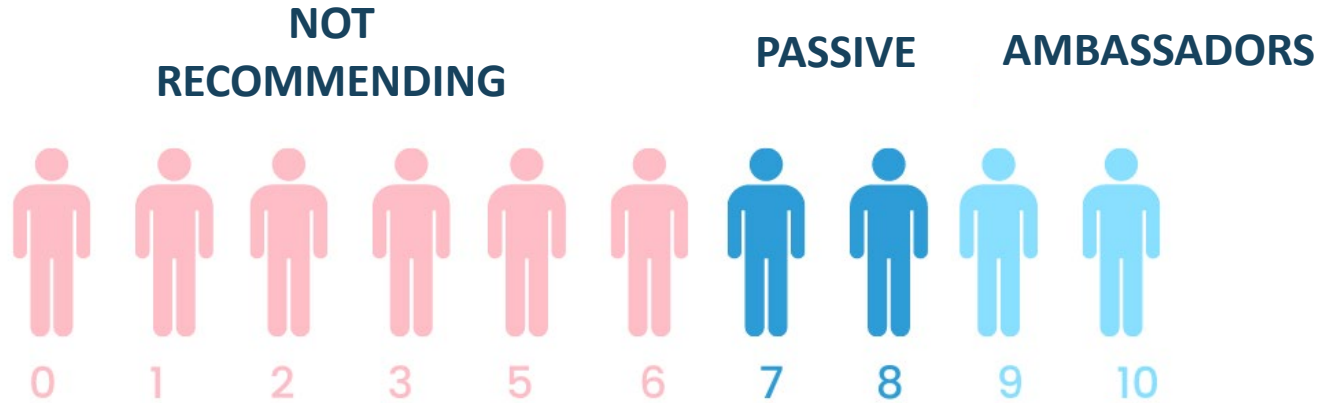 NOT
RECOMMENDING
PASSIVE
AMBASSADORS
0 1 2 3 5 6 7 8 9 10